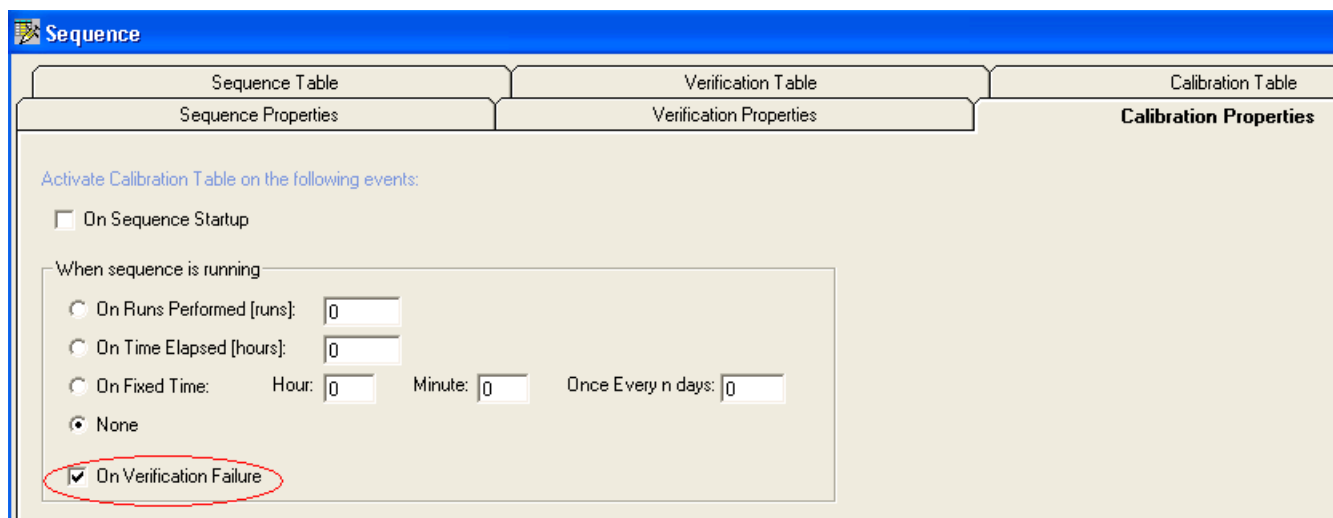 Sequence
Sequence Table Verification Table Calibration Table
Sequence Properties Verification Properties Calibration Properties
Activate Calibration Table on the following events:
On Sequence Startup
When sequence is running
On Runs Performed [runs]: 0
On Time Elapsed [hours]: 0
On Fixed Time: Hour: 0 Minute: 0 Once Every n days: 0
None
On Verification Failure